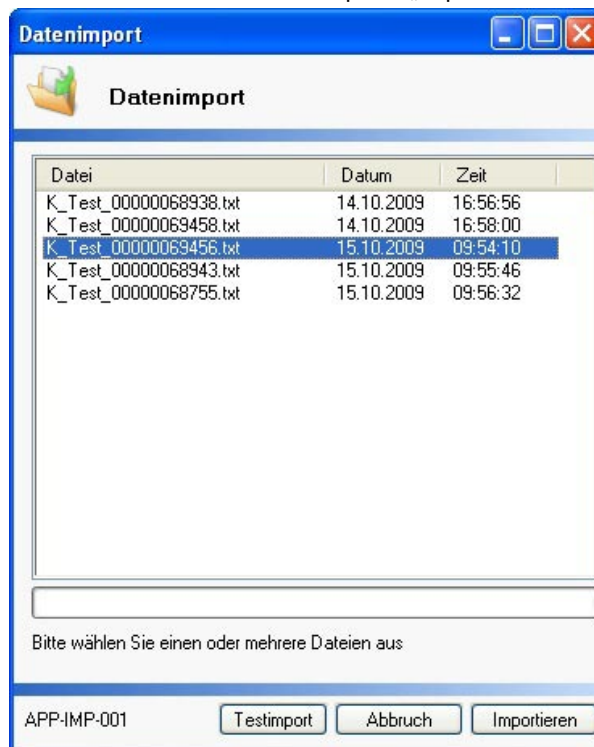 Datenimport
Datenimport
Datei Datum Zeit
K_Test_00000068938.txt 14.10.2009 16:56:56
K_Test_00000069458.txt 14.10.2009 16:58:00
K_Test_00000069456.txt 15.10.2009 09:54:10
K_Test_00000068943.txt 15.10.2009 09:55:46
K_Test_00000068755.txt 15.10.2009 09:56:32
Bitte wählen Sie einen oder mehrere Dateien aus
APP-IMP-001 Testimport Abbruch Importieren